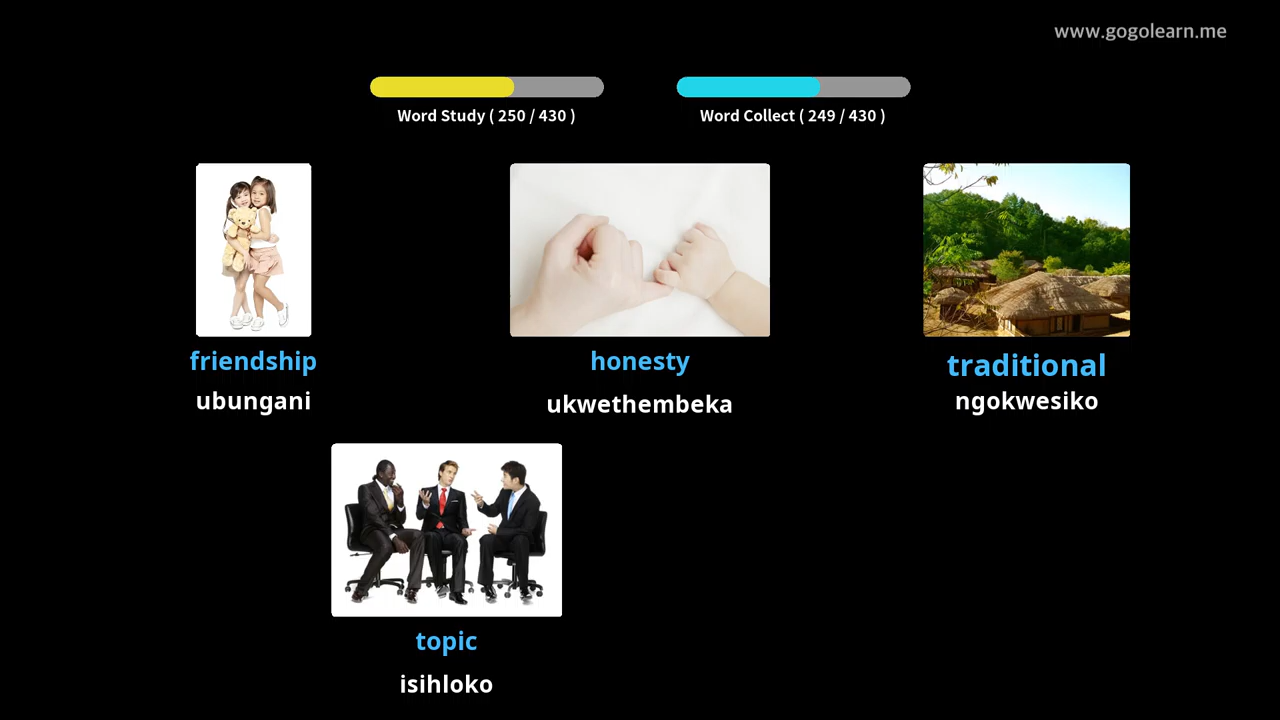 www.gogolearn.me
Word Study ( 250 / 430 )
Word Collect ( 249 / 430 )
friendship
ubungani
honesty
ukwethembeka
traditional
ngokwesiko
topic
isihloko